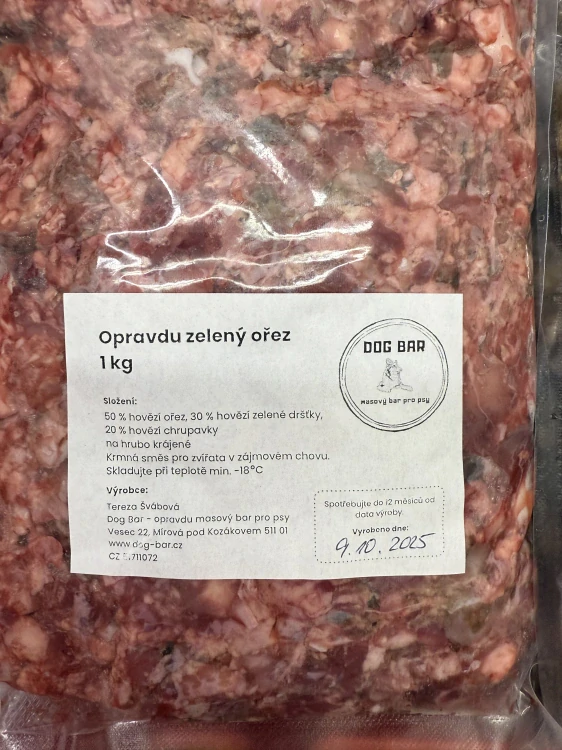 Opravdu zelený ořez
1 kg
DOG BAR
masový bar pro psy
Složení:
50 % hovězí ořez, 30 % hovězí zelené dršťky,
20 % hovězí chrupavky
na hrubo krájené
Krmná směs pro zvířata v zájmovém chovu.
Skladujte při teplotě min. -18°C
Výrobce:
Tereza Švábová
Dog Bar - opravdu masový bar pro psy
Vesec 22, Mírová pod Kozákovem 511 01
www.dog-bar.cz
CZ
Spotřebujte do 12 měsíců od
data výroby.
Vyrobeno dne:
9.10.2025